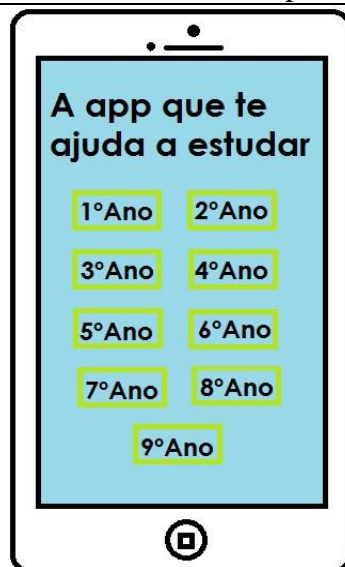 A app que te
ajuda a estudar
1ºAno 2ºAno
3ºAno 4ºAno
5ºAno 6ºAno
7ºAno 8ºAno
9ºAno